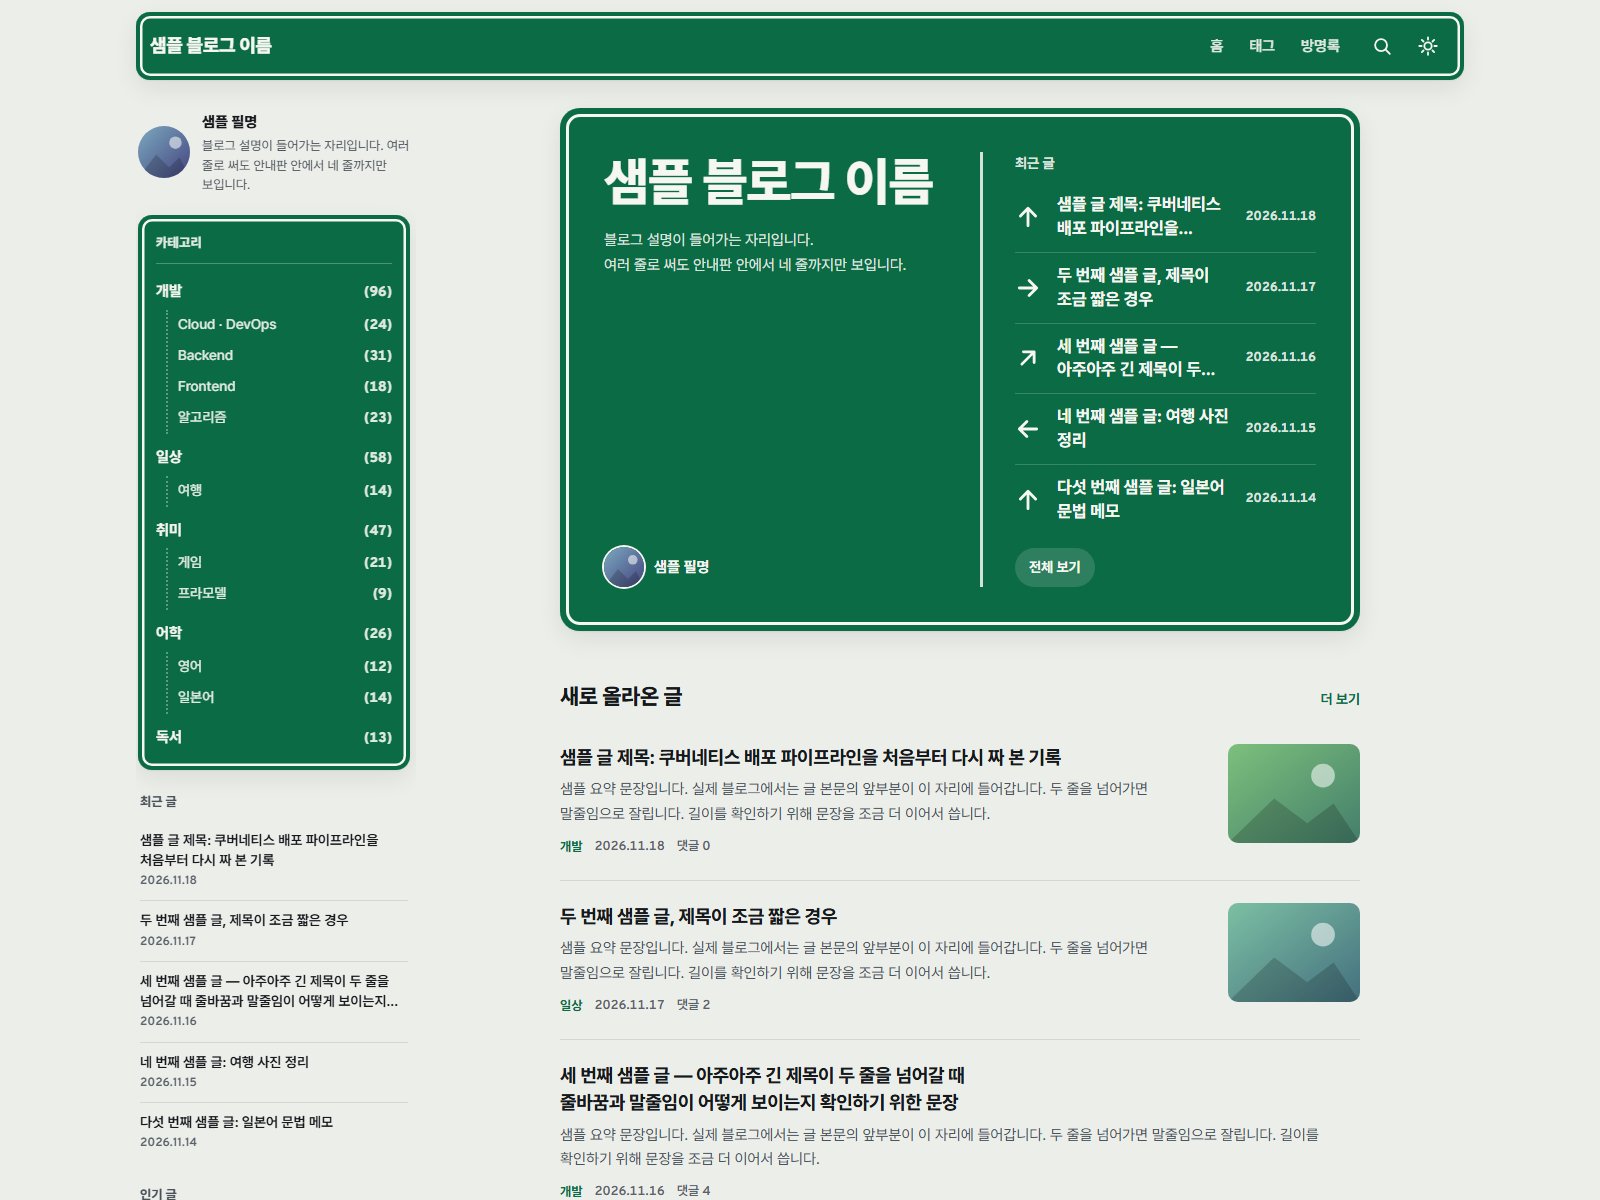 샘플 블로그 이름
홈 태그 방명록
샘플 필명
블로그 설명이 들어가는 자리입니다. 여러
줄로 써도 안내판 안에서 네 줄까지만
보입니다.
카테고리
개발 (96)
Cloud · DevOps (24)
Backend (31)
Frontend (18)
알고리즘 (23)
일상 (58)
여행 (14)
취미 (47)
게임 (21)
프라모델 (9)
어학 (26)
영어 (12)
일본어 (14)
독서 (13)
최근 글
샘플 글 제목: 쿠버네티스 배포 파이프라인을
처음부터 다시 짜 본 기록
2026.11.18
두 번째 샘플 글, 제목이 조금 짧은 경우
2026.11.17
세 번째 샘플 글 — 아주아주 긴 제목이 두 줄을
넘어갈 때 줄바꿈과 말줄임이 어떻게 보이는지...
2026.11.16
네 번째 샘플 글: 여행 사진 정리
2026.11.15
다섯 번째 샘플 글: 일본어 문법 메모
2026.11.14
인기 글
샘플 블로그 이름
블로그 설명이 들어가는 자리입니다.
여러 줄로 써도 안내판 안에서 네 줄까지만 보입니다.
샘플 필명
최근 글
샘플 글 제목: 쿠버네티스
배포 파이프라인을...
2026.11.18
두 번째 샘플 글, 제목이
조금 짧은 경우
2026.11.17
세 번째 샘플 글 —
아주아주 긴 제목이 두...
2026.11.16
네 번째 샘플 글: 여행 사진
정리
2026.11.15
다섯 번째 샘플 글: 일본어
문법 메모
2026.11.14
전체 보기
새로 올라온 글
더 보기
샘플 글 제목: 쿠버네티스 배포 파이프라인을 처음부터 다시 짜 본 기록
샘플 요약 문장입니다. 실제 블로그에서는 글 본문의 앞부분이 이 자리에 들어갑니다. 두 줄을 넘어가면
말줄임으로 잘립니다. 길이를 확인하기 위해 문장을 조금 더 이어서 씁니다.
개발 2026.11.18 댓글 0
두 번째 샘플 글, 제목이 조금 짧은 경우
샘플 요약 문장입니다. 실제 블로그에서는 글 본문의 앞부분이 이 자리에 들어갑니다. 두 줄을 넘어가면
말줄임으로 잘립니다. 길이를 확인하기 위해 문장을 조금 더 이어서 씁니다.
일상 2026.11.17 댓글 2
세 번째 샘플 글 — 아주아주 긴 제목이 두 줄을 넘어갈 때
줄바꿈과 말줄임이 어떻게 보이는지 확인하기 위한 문장
샘플 요약 문장입니다. 실제 블로그에서는 글 본문의 앞부분이 이 자리에 들어갑니다. 두 줄을 넘어가면 말줄임으로 잘립니다. 길이를
확인하기 위해 문장을 조금 더 이어서 씁니다.
개발 2026.11.16 댓글 4